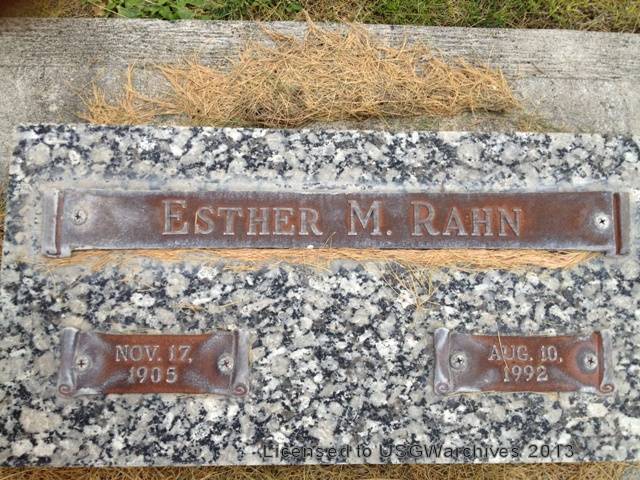 Esther M. Rahn
NOV. 17,
1905
AUG. 10,
1992
Licensed to USGWarchives 2013